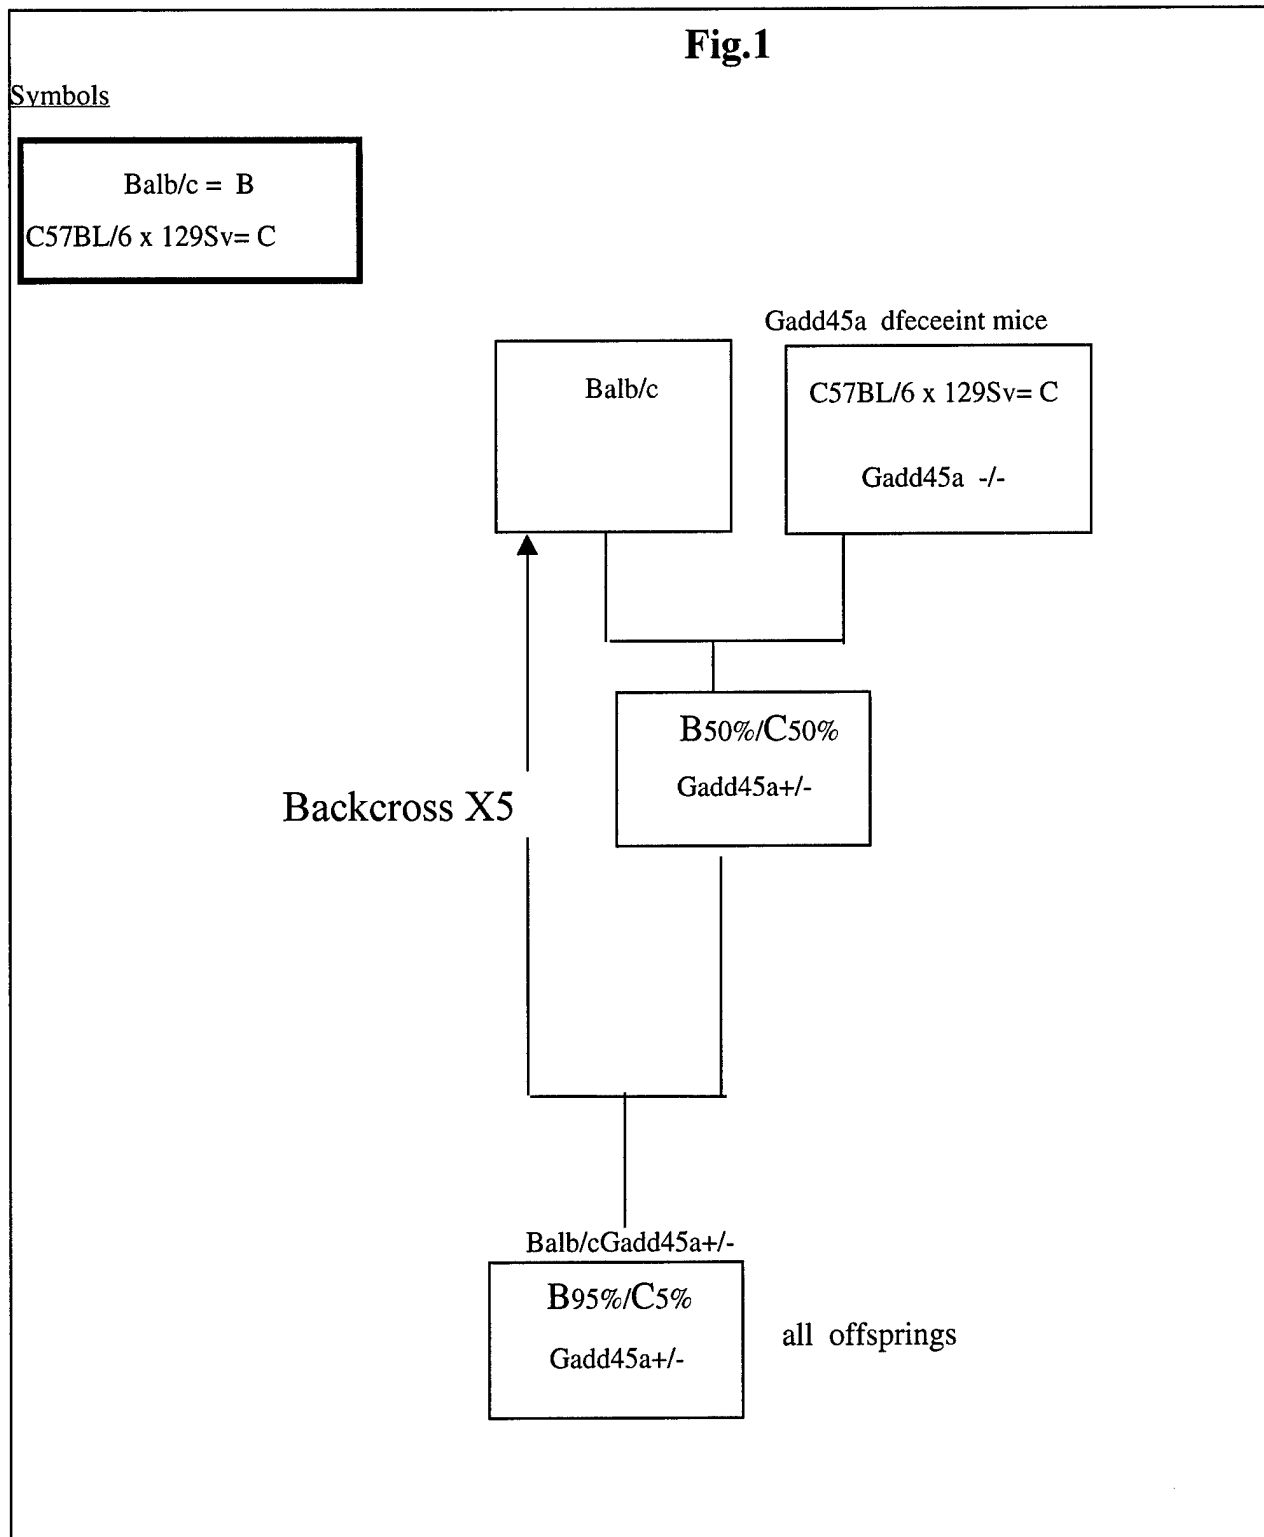 Fig.1
Symbols
Balb/c = B
C57BL/6 x 129Sv= C
Gadd45a dfeceeint mice
Balb/c
C57BL/6 x 129Sv= C
Gadd45a -/-
B50%/C50%
Gadd45a+/-
Backcross X5
Balb/cGadd45a+/-
B95%/C5%
Gadd45a+/-
all offsprings